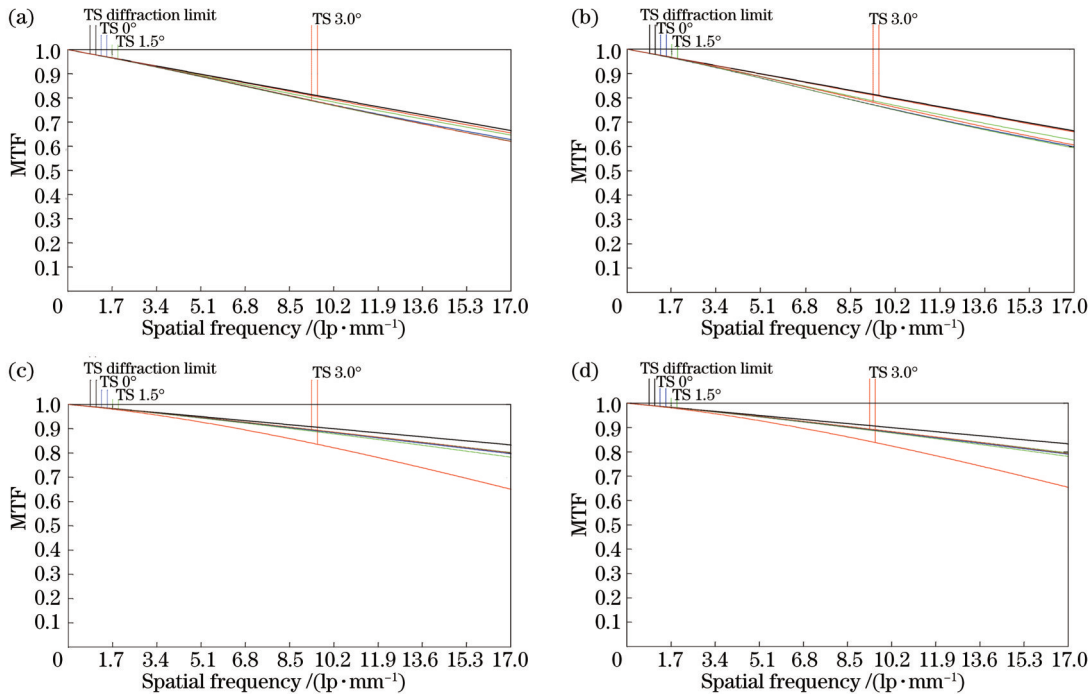 (a)
TS diffraction limit
TS 0°
TS 1.5°
TS 3.0°
1.0
0.9
0.8
0.7
0.6
0.5
0.4
0.3
0.2
0.1
0
MTF
1.7 3.4 5.1 6.8 8.5 10.2 11.9 13.6 15.3 17.0
Spatial frequency /(lp·mm⁻¹)
(b)
TS diffraction limit
TS 0°
TS 1.5°
TS 3.0°
1.0
0.9
0.8
0.7
0.6
0.5
0.4
0.3
0.2
0.1
0
MTF
1.7 3.4 5.1 6.8 8.5 10.2 11.9 13.6 15.3 17.0
Spatial frequency /(lp·mm⁻¹)
(c)
TS diffraction limit
TS 0°
TS 1.5°
TS 3.0°
1.0
0.9
0.8
0.7
0.6
0.5
0.4
0.3
0.2
0.1
0
MTF
1.7 3.4 5.1 6.8 8.5 10.2 11.9 13.6 15.3 17.0
Spatial frequency /(lp·mm⁻¹)
(d)
TS diffraction limit
TS 0°
TS 1.5°
TS 3.0°
1.0
0.9
0.8
0.7
0.6
0.5
0.4
0.3
0.2
0.1
0
MTF
1.7 3.4 5.1 6.8 8.5 10.2 11.9 13.6 15.3 17.0
Spatial frequency /(lp·mm⁻¹)